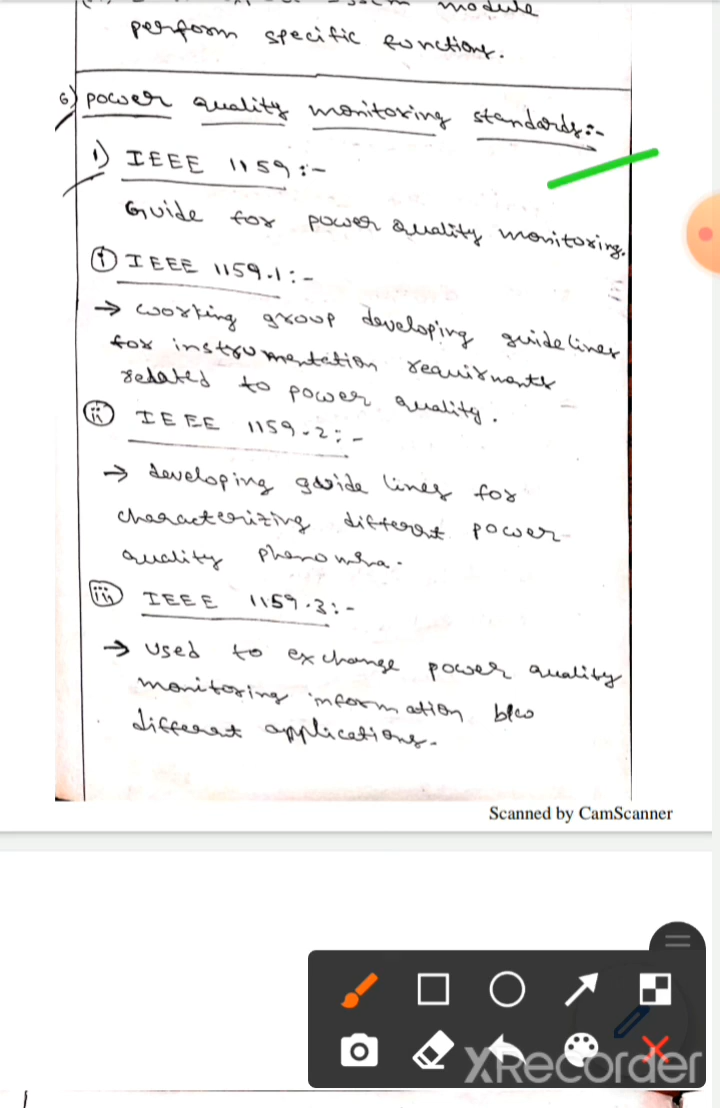 module
perform specific functions.
6) power quality monitoring standards:-
1) IEEE 1159:-
Guide for power quality monitoring.
i IEEE 1159.1:-
→ working group developing guidelines
for instrumentation requirments
related to power quality.
ii IEEE 1159.2:-
→ developing guide lines for
characterizing different power
quality phenomena.
iii IEEE 1159.3:-
→ Used to exchange power quality
monitoring information b/w
different applications.
Scanned by CamScanner
XRecorder